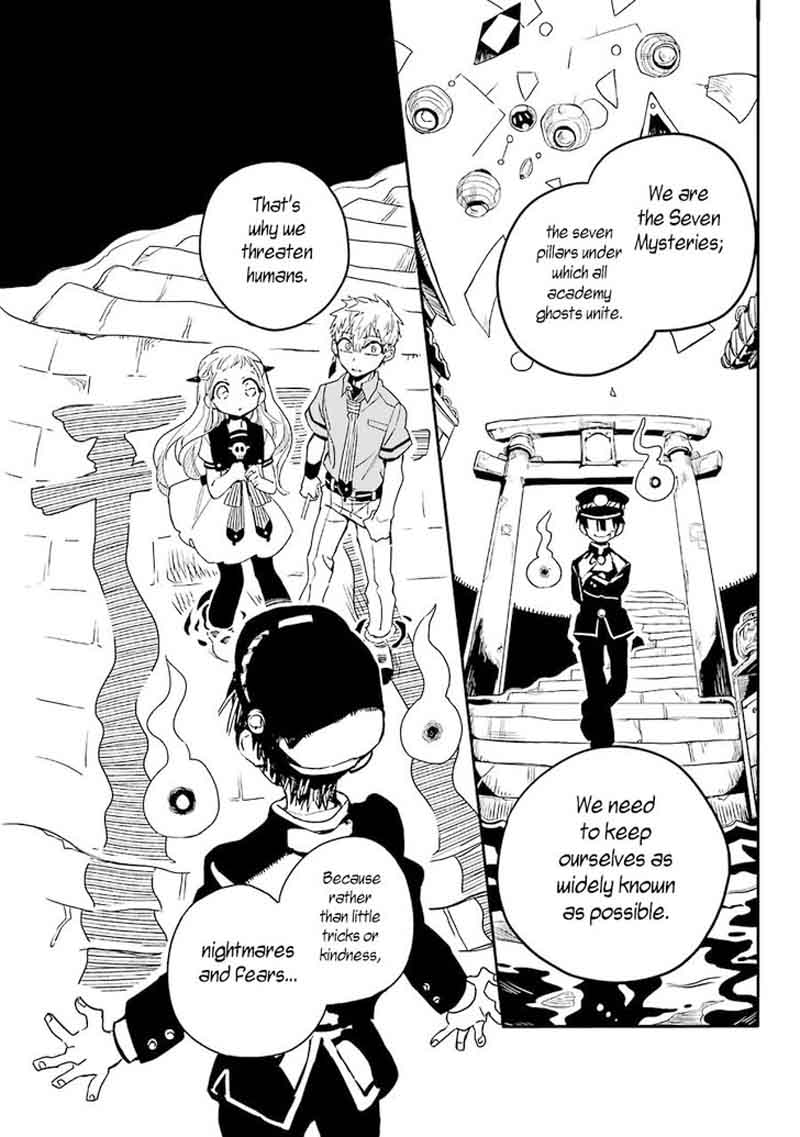 We are
the Seven
Mysteries;
the seven
pillars under
which all
academy
ghosts unite.
We need
to keep
ourselves as
widely known
as possible.
That's
why we
threaten
humans.
Because
rather
than little
tricks or
kindness,
nightmares
and fears...